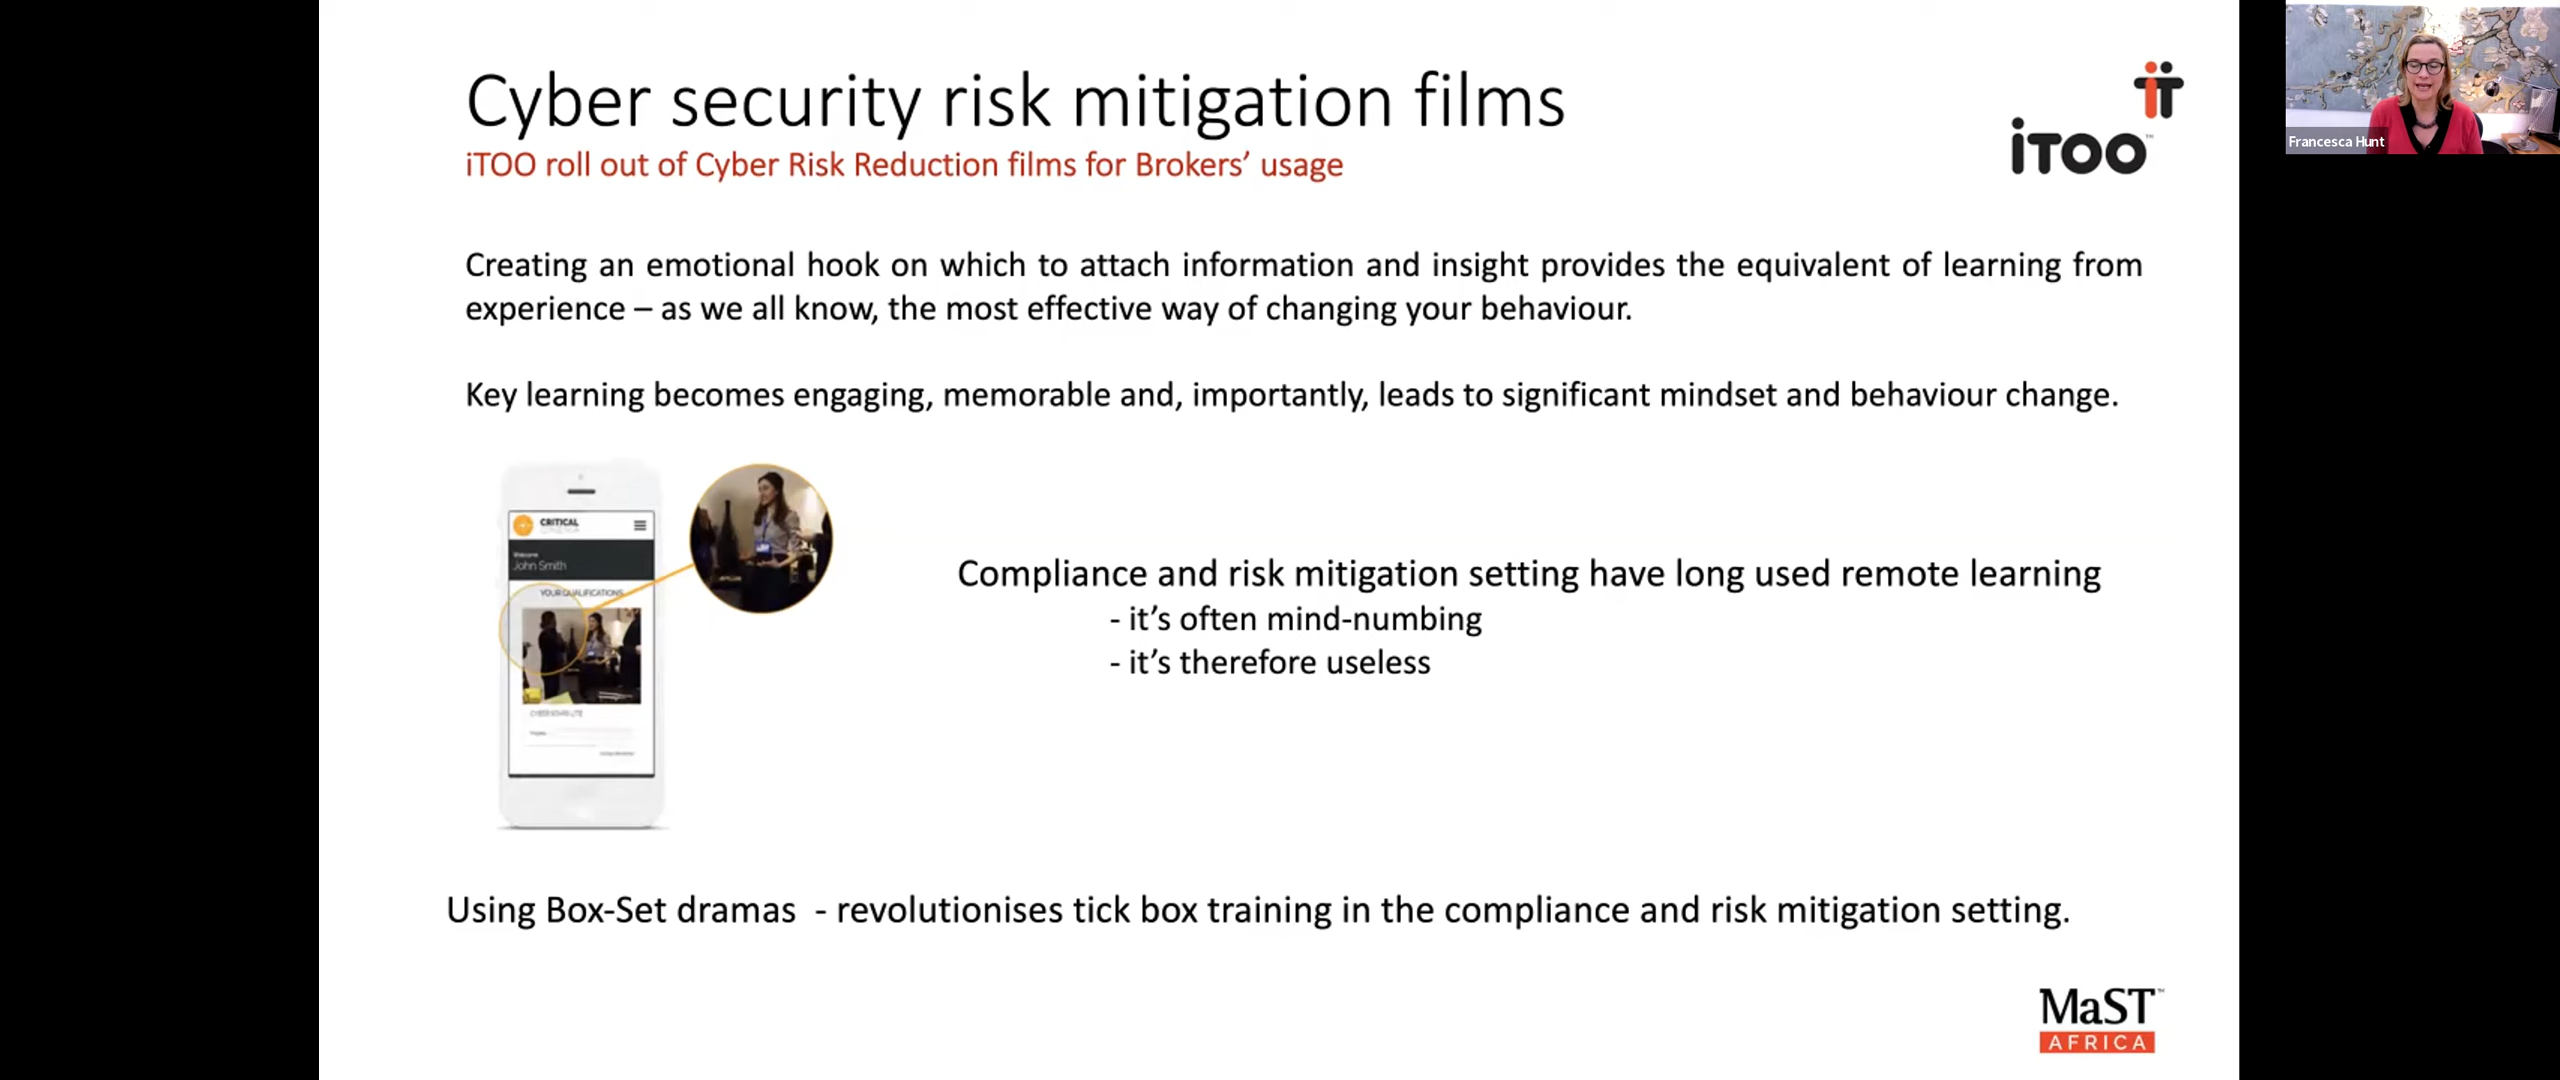 Cyber security risk mitigation films
iTOO roll out of Cyber Risk Reduction films for Brokers' usage
iT
iTOO™
Francesca Hunt
Creating an emotional hook on which to attach information and insight provides the equivalent of learning from
experience – as we all know, the most effective way of changing your behaviour.
Key learning becomes engaging, memorable and, importantly, leads to significant mindset and behaviour change.
CRITICAL
Welcome
John Smith
YOUR QUALIFICATIONS
Compliance and risk mitigation setting have long used remote learning
- it's often mind-numbing
- it's therefore useless
Using Box-Set dramas - revolutionises tick box training in the compliance and risk mitigation setting.
MaST™
AFRICA